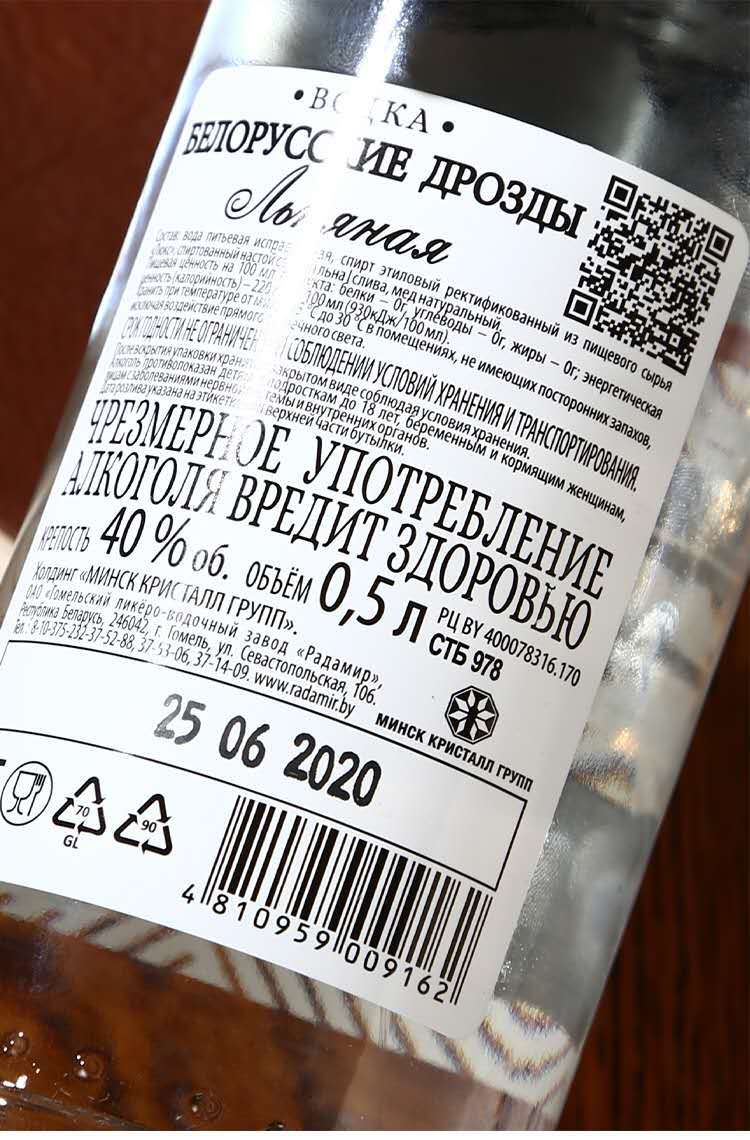 • ВОДКА •
БЕЛОРУССКИЕ ДРОЗДЫ
Льняная
Состав: вода питьевая спирт этиловый ректификованный из пищевого сырья
спиртованный настой слива, мед натуральный.
Пищевая ценность на 100 мл белки – 0г, углеводы – 0г, жиры – 0г; энергетическая
ценность (калорийность) – 100 мл (930кДж/100 мл).
Хранить при температуре от °С до 30 °С в помещениях, не имеющих посторонних запахов,
исключая воздействие прямого солнечного света.
СРОК ГОДНОСТИ НЕ ОГРАНИЧЕН ПРИ СОБЛЮДЕНИИ УСЛОВИЙ ХРАНЕНИЯ И ТРАНСПОРТИРОВАНИЯ.
После вскрытия упаковки хранить в закрытом виде соблюдая условия хранения.
Алкоголь противопоказан детям и подросткам до 18 лет, беременным и кормящим женщинам,
лицам с заболеваниями нервной системы и внутренних органов.
Дата розлива указана на этикетке верхней части бутылки.
ЧРЕЗМЕРНОЕ УПОТРЕБЛЕНИЕ
АЛКОГОЛЯ ВРЕДИТ ЗДОРОВЬЮ
КРЕПОСТЬ 40 % об. ОБЪЁМ 0,5 Л
РЦ BY 400078316.170
СТБ 978
Холдинг «МИНСК КРИСТАЛЛ ГРУПП».
ОАО «Гомельский ликёро-водочный завод «Радамир»,
Республика Беларусь, 246042, г. Гомель, ул. Севастопольская, 106.
Тел.: 8-10-375-232-37-52-88, 37-53-06, 37-14-09. www.radamir.by
МИНСК КРИСТАЛЛ ГРУПП
25 06 2020
70
GL
90
4 810959 009162